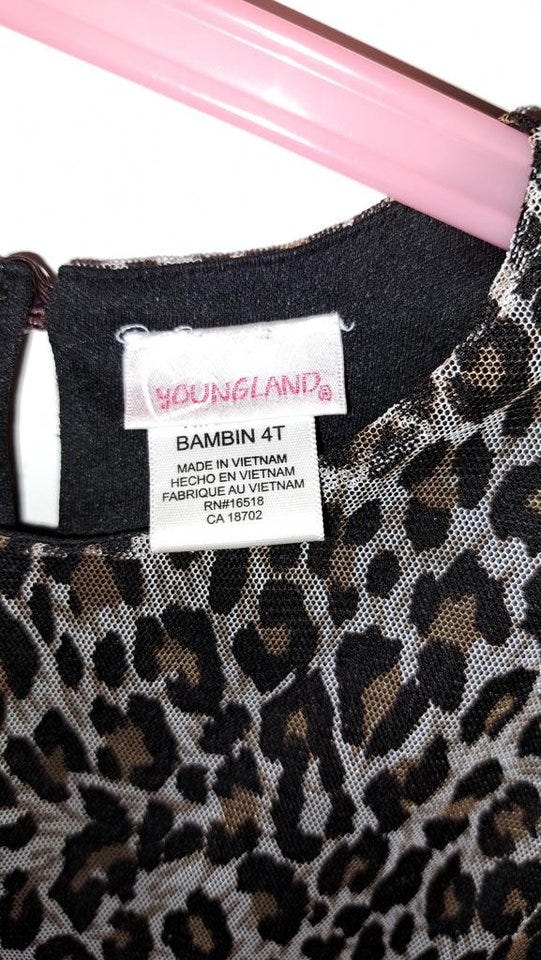 YOUNGLAND®
BAMBIN 4T
MADE IN VIETNAM
HECHO EN VIETNAM
FABRIQUE AU VIETNAM
RN#16518
CA 18702